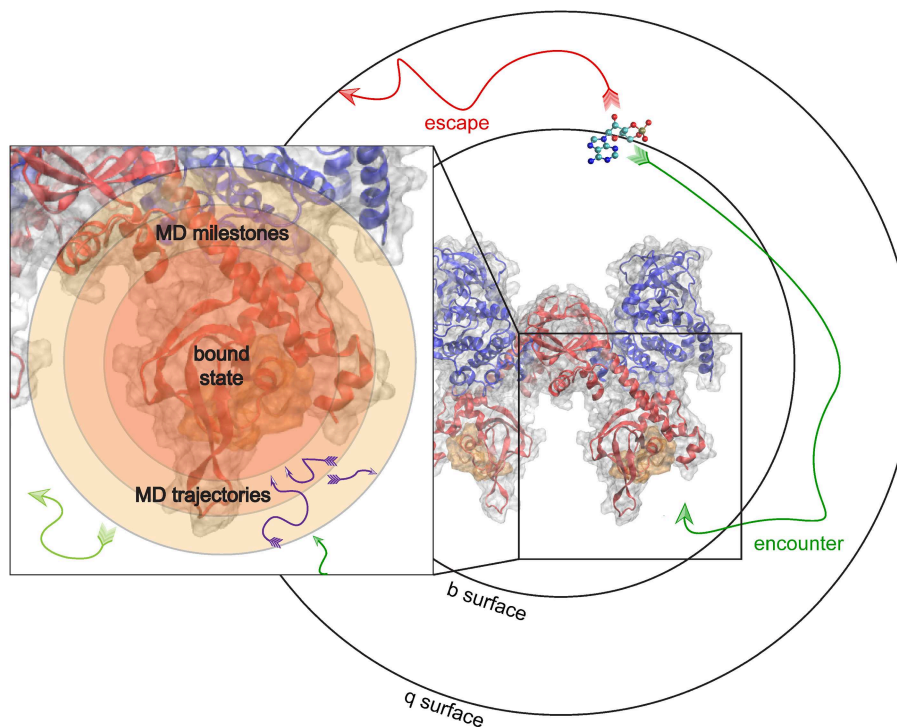 escape
MD milestones
bound
state
MD trajectories
encounter
b surface
q surface